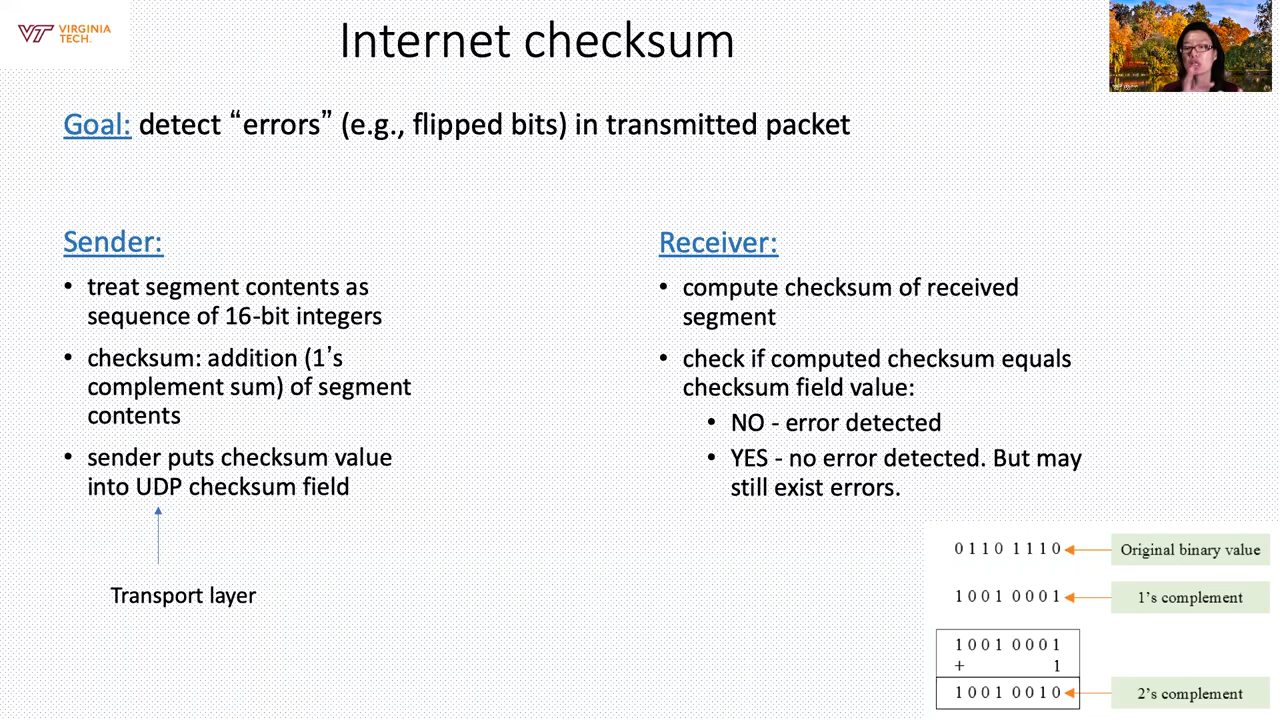 VT VIRGINIA
TECH.
Internet checksum
Goal: detect “errors” (e.g., flipped bits) in transmitted packet
Sender:
• treat segment contents as
sequence of 16-bit integers
• checksum: addition (1’s
complement sum) of segment
contents
• sender puts checksum value
into UDP checksum field
Transport layer
Receiver:
• compute checksum of received
segment
• check if computed checksum equals
checksum field value:
• NO - error detected
• YES - no error detected. But may
still exist errors.
0 1 1 0 1 1 1 0 Original binary value
1 0 0 1 0 0 0 1 1’s complement
1 0 0 1 0 0 0 1
+ 1
1 0 0 1 0 0 1 0 2’s complement